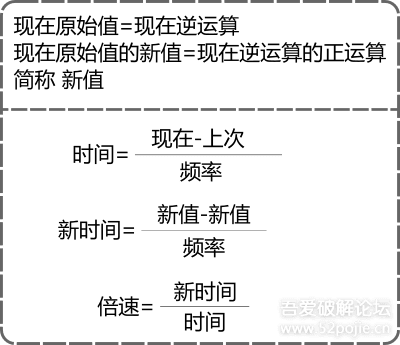 现在原始值=现在逆运算
现在原始值的新值=现在逆运算的正运算
简称 新值
时间=现在-上次
频率
新时间=新值-新值
频率
倍速=新时间
时间
吾爱破解论坛
www.52pojie.cn